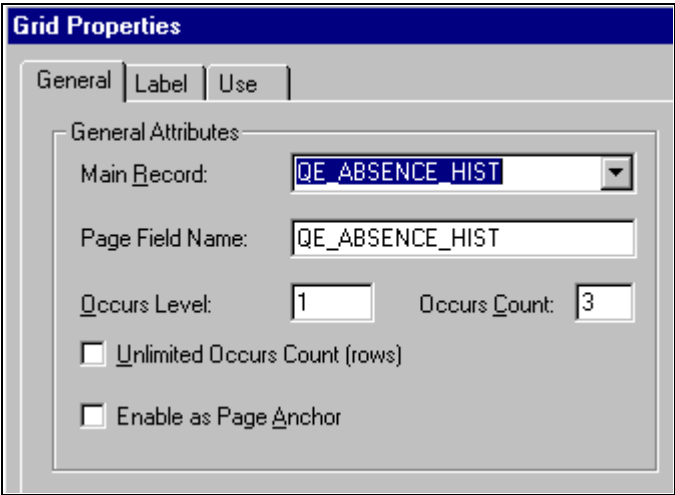 Grid Properties
General Label Use
General Attributes
Main Record: QE_ABSENCE_HIST
Page Field Name: QE_ABSENCE_HIST
Occurs Level: 1 Occurs Count: 3
Unlimited Occurs Count (rows)
Enable as Page Anchor